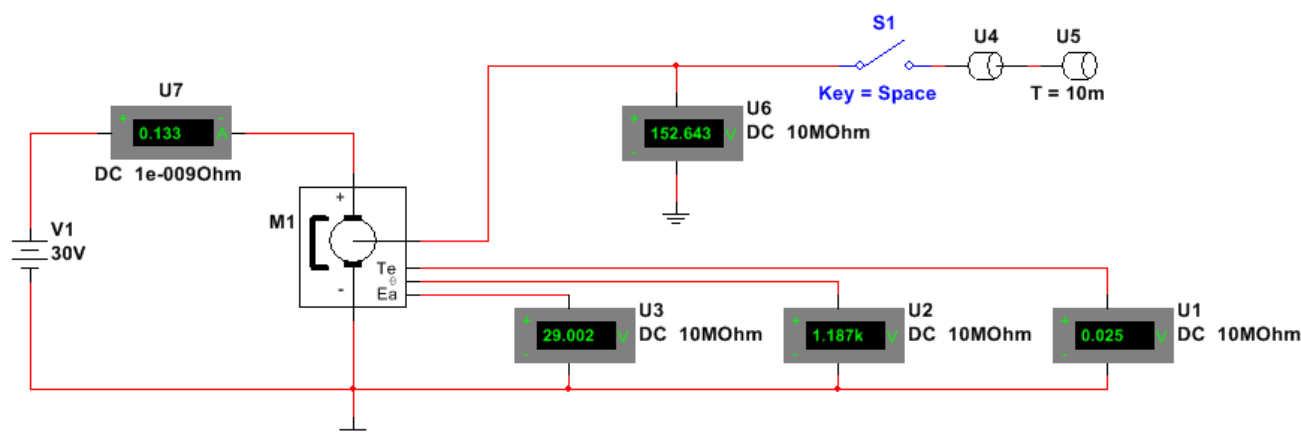 S1
U4
U5
Key = Space
T = 10m
U7
+
-
0.133
A
DC 1e-009Ohm
U6
+
-
152.643
V
DC 10MOhm
V1
30V
M1
+
-
Te
θ
Ea
U3
+
-
29.002
V
DC 10MOhm
U2
+
-
1.187k
V
DC 10MOhm
U1
+
-
0.025
V
DC 10MOhm